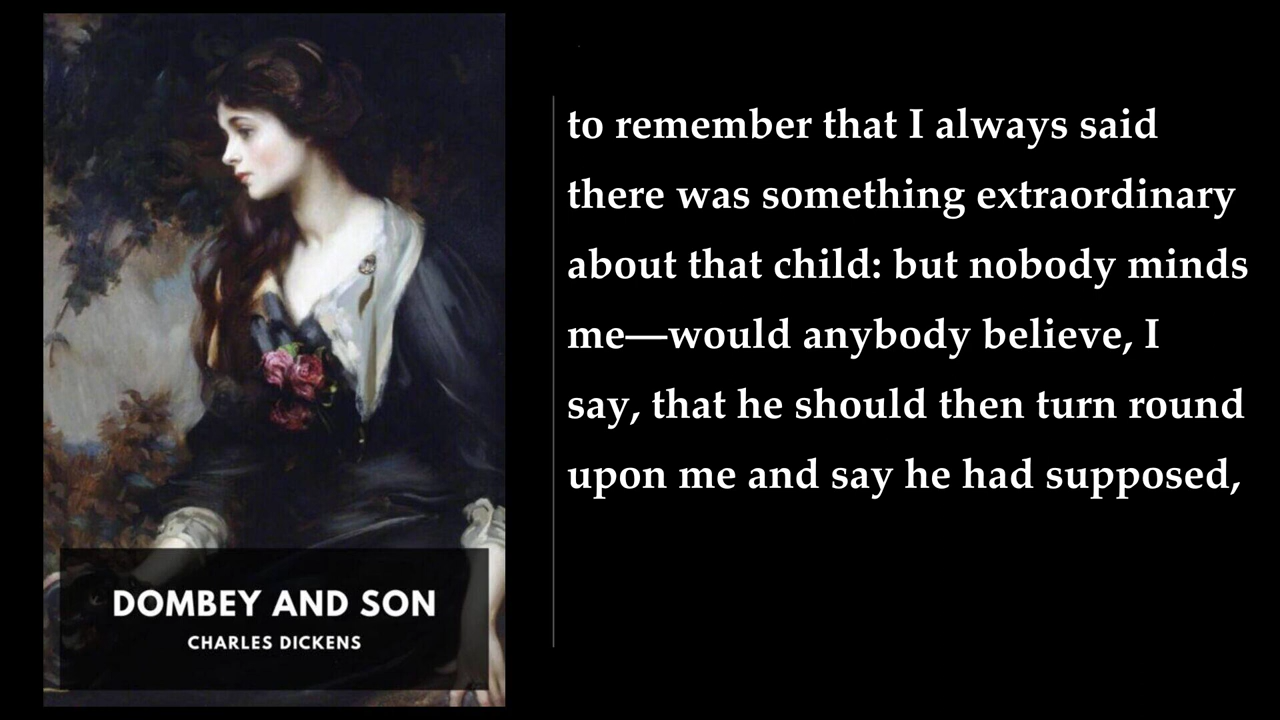 to remember that I always said
there was something extraordinary
about that child: but nobody minds
me—would anybody believe, I
say, that he should then turn round
upon me and say he had supposed,
DOMBEY AND SON
CHARLES DICKENS